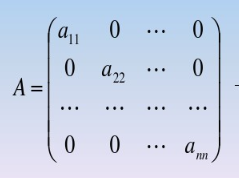 A = ( a₁₁ 0 ⋯ 0
0 a₂₂ ⋯ 0
⋯ ⋯ ⋯ ⋯
0 0 ⋯ aₙₙ )